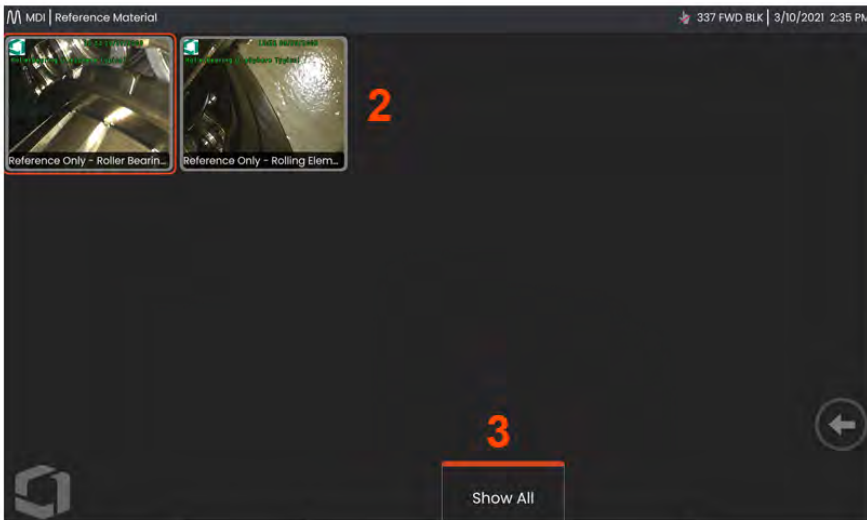 MDI | Reference Material
337 FWD BLK | 3/10/2021 2:35 PM
Reference Only - Roller Bearin...
Reference Only - Rolling Elem...
2
3
Show All